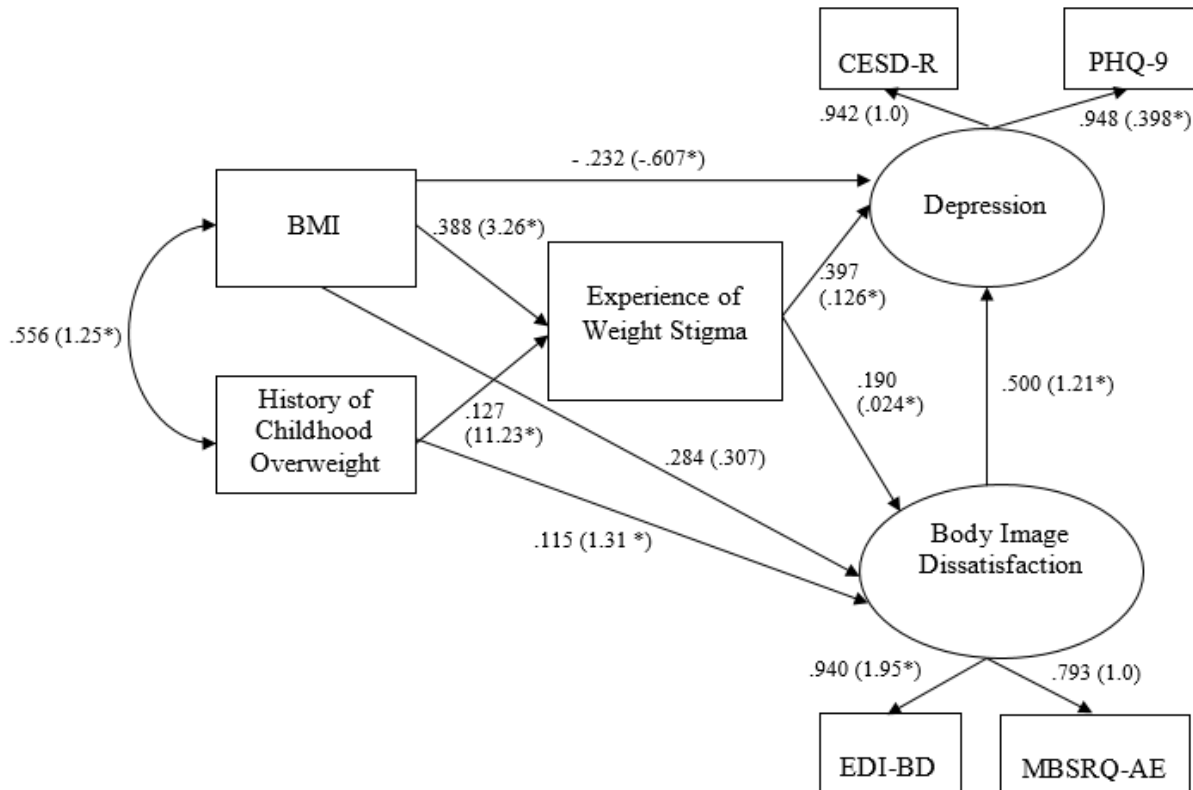 CESD-R
PHQ-9
.942 (1.0)
.948 (.398*)
- .232 (-.607*)
BMI
Depression
.388 (3.26*)
Experience of
Weight Stigma
.397
(.126*)
.556 (1.25*)
.190
(.024*)
.500 (1.21*)
History of
Childhood
Overweight
.127
(11.23*)
.284 (.307)
.115 (1.31 *)
Body Image
Dissatisfaction
.940 (1.95*)
.793 (1.0)
EDI-BD
MBSRQ-AE